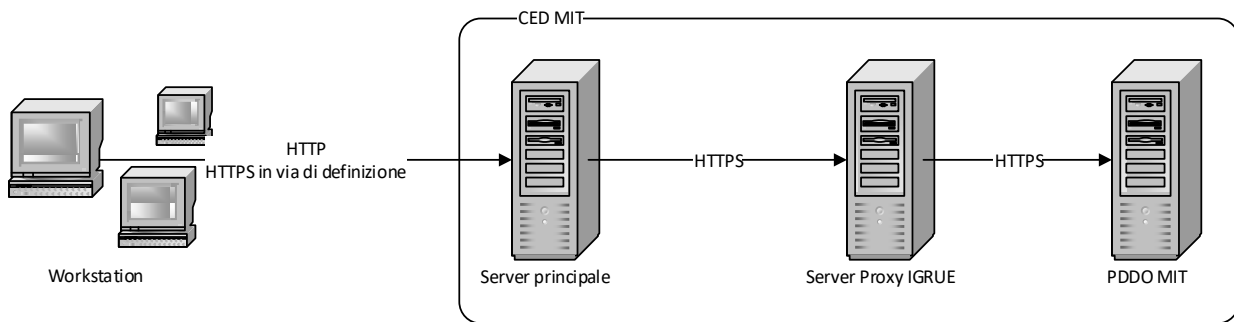 CED MIT
HTTP
HTTPS in via di definizione
HTTPS
HTTPS
Workstation
Server principale
Server Proxy IGRUE
PDDO MIT